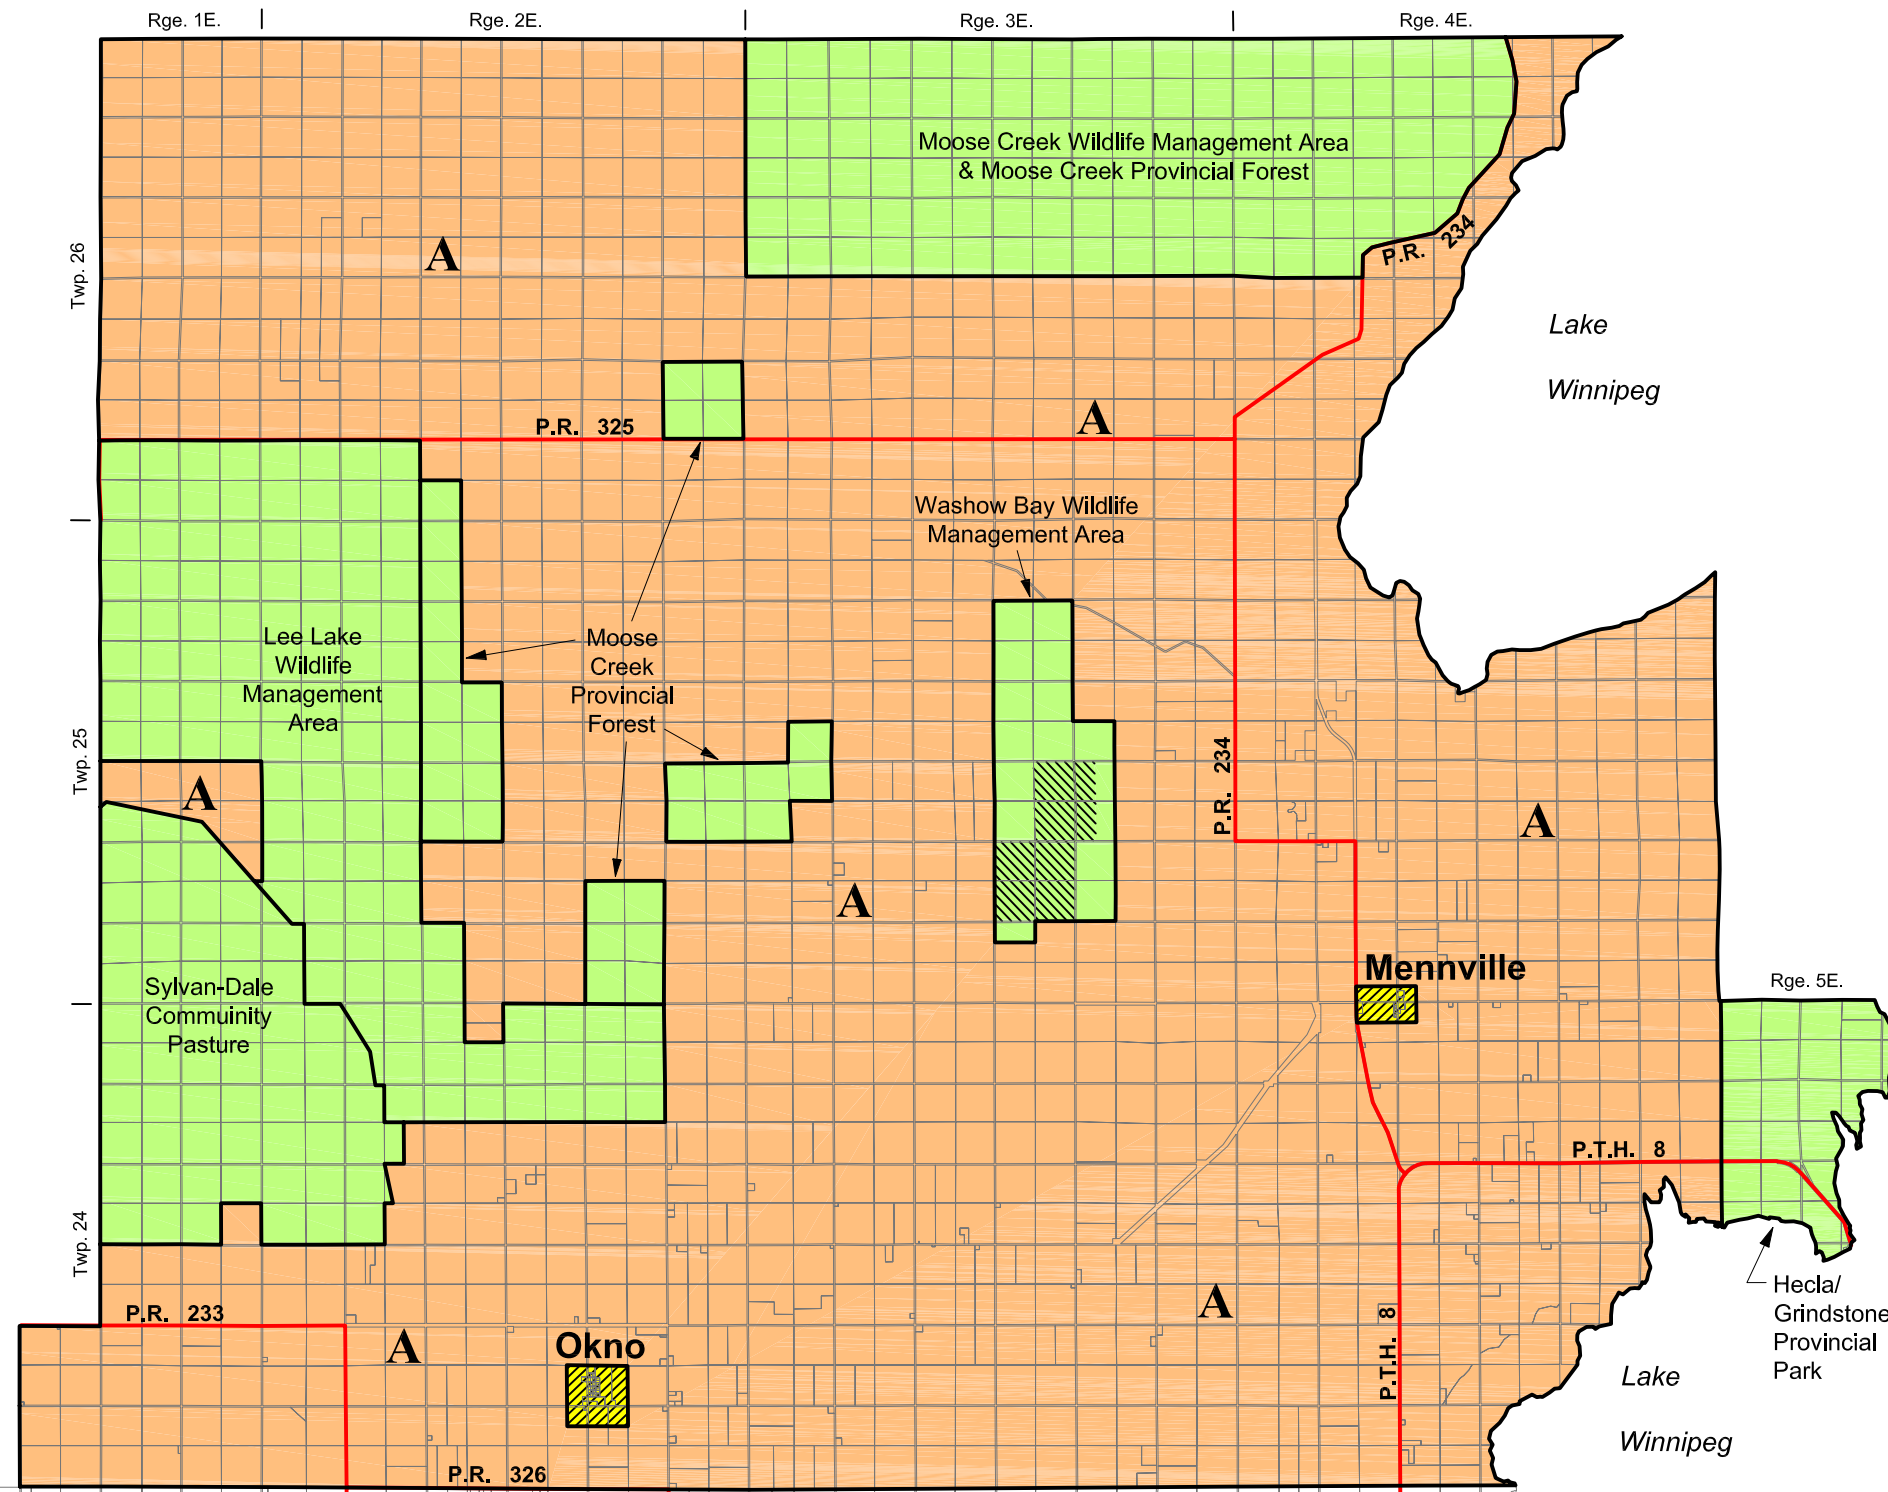 Rge. 1E.
Rge. 2E.
Rge. 3E.
Rge. 4E.
Moose Creek Wildlife Management Area
& Moose Creek Provincial Forest
Twp. 26
A
P.R. 234
Lake
Winnipeg
P.R. 325
A
Washow Bay Wildlife
Management Area
Lee Lake
Wildlife
Management
Area
Moose
Creek
Provincial
Forest
Twp. 25
P.R. 234
A
A
A
Mennville
Sylvan-Dale
Commuinity
Pasture
Rge. 5E.
P.T.H. 8
Twp. 24
A
P.R. 233
A
Okno
P.T.H. 8
Hecla/
Grindstone
Provincial
Park
Lake
Winnipeg
P.R. 326